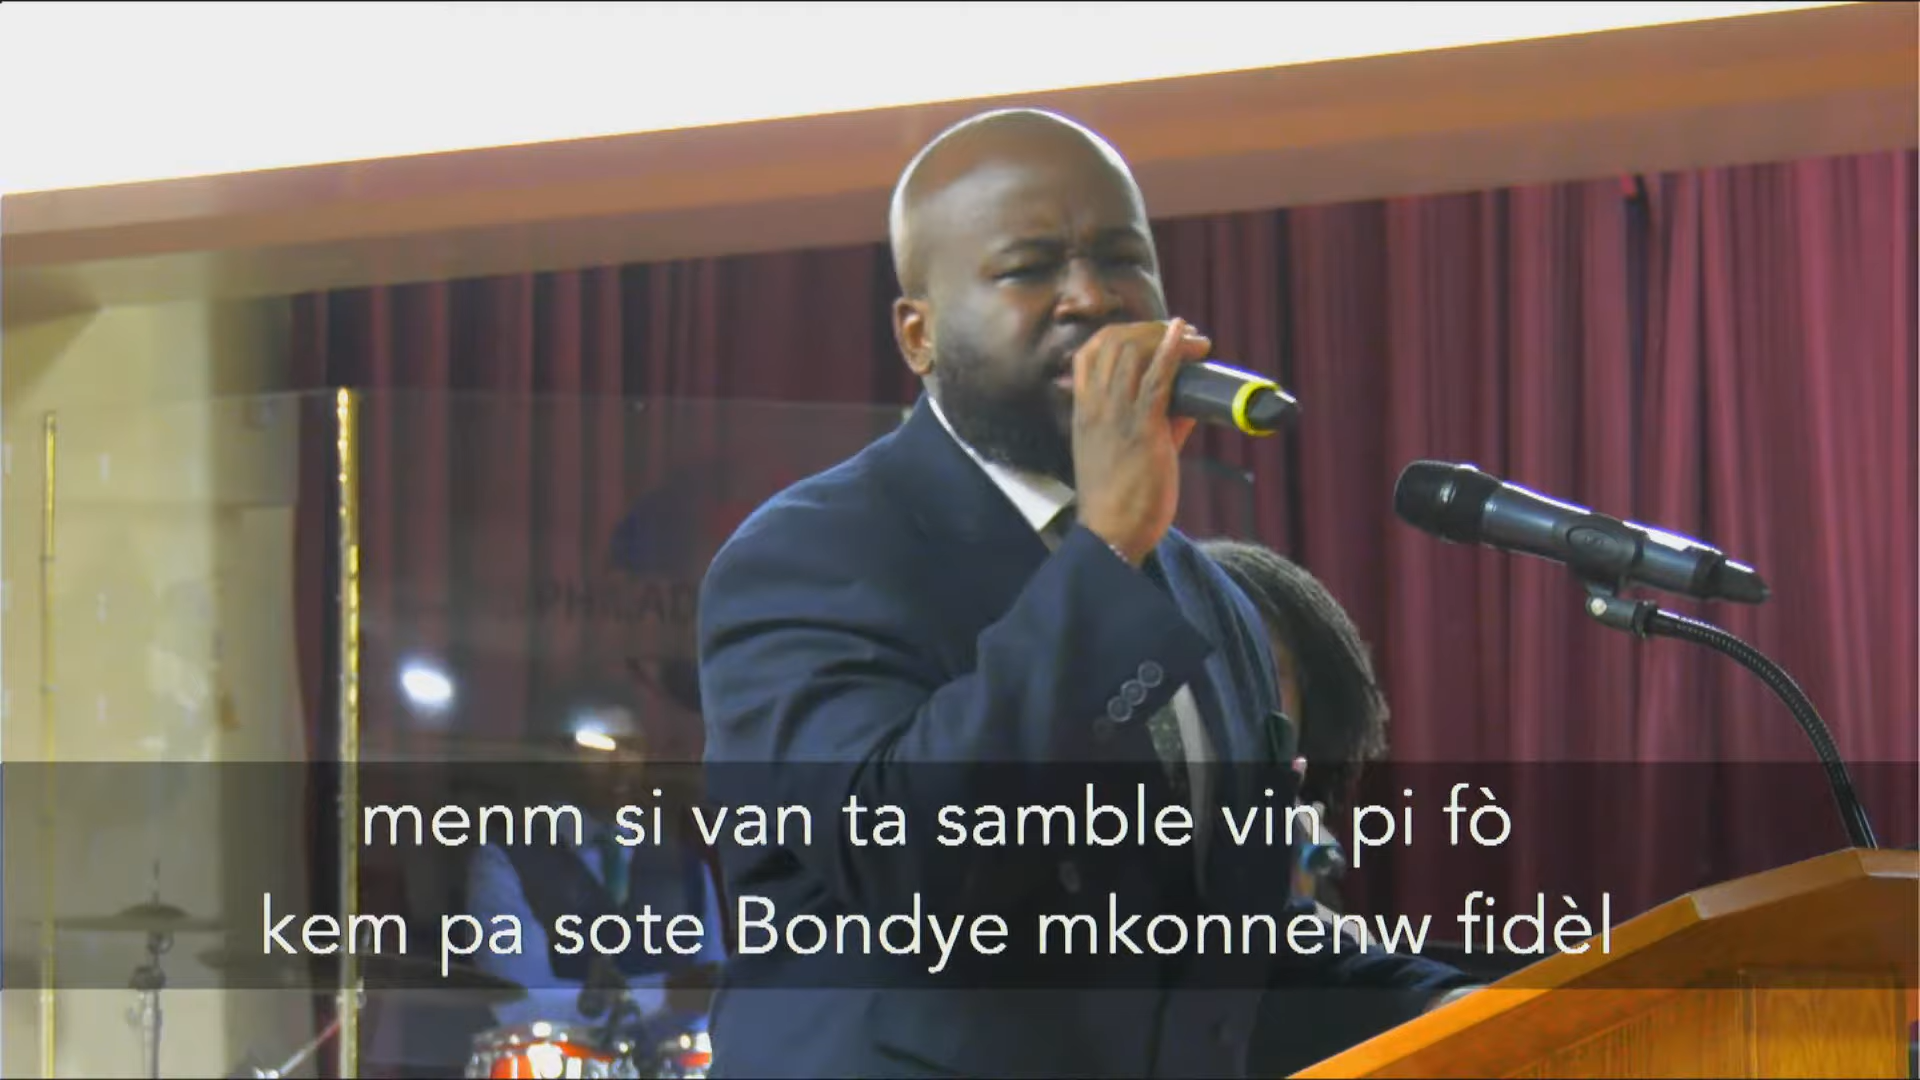 menm si van ta samble vin pi fò
kem pa sote Bondye mkonnenw fidèl